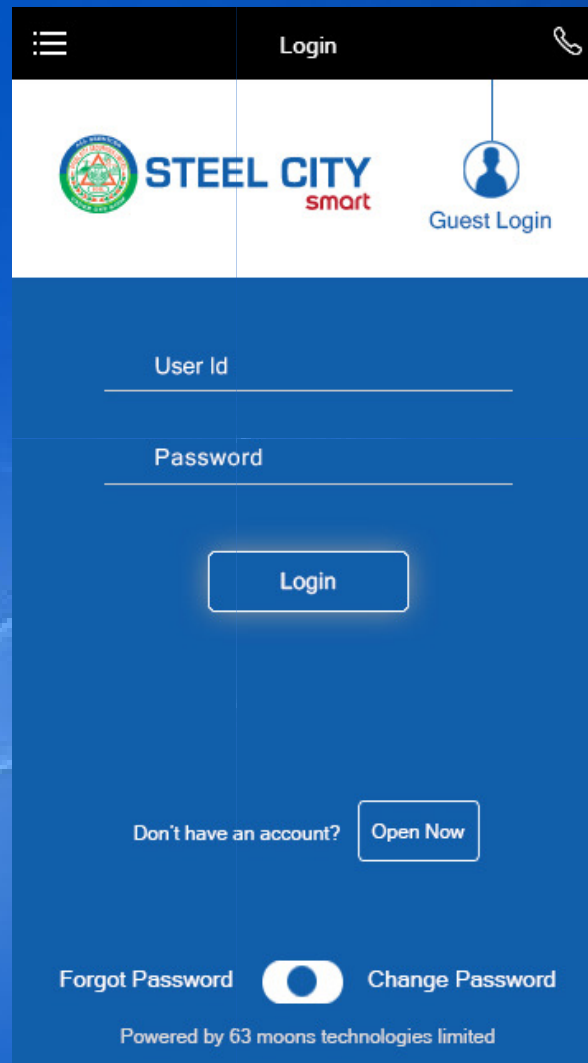 Login
STEEL CITY
smart
Guest Login
User Id
Password
Login
Don't have an account? Open Now
Forgot Password Change Password
Powered by 63 moons technologies limited